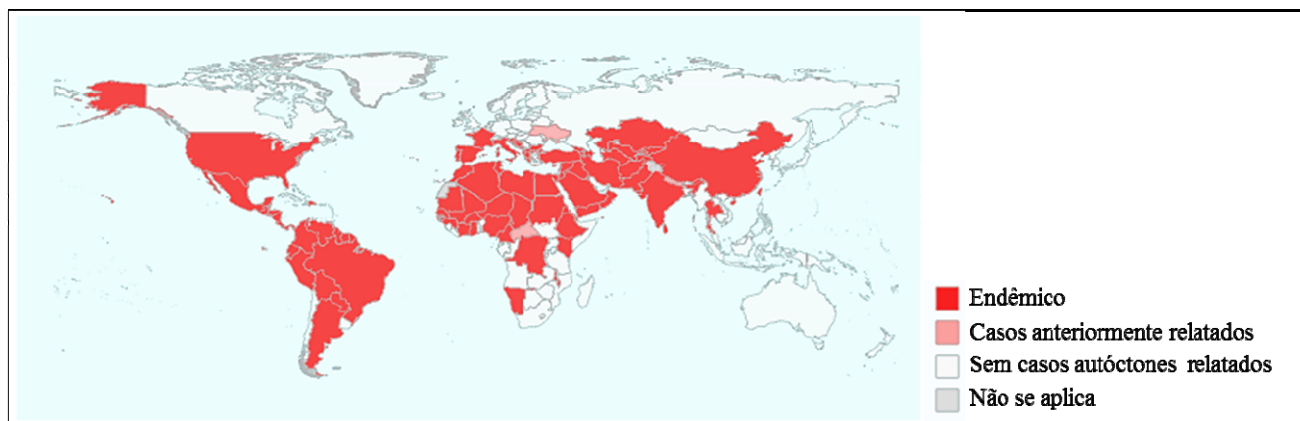 Endêmico
Casos anteriormente relatados
Sem casos autóctones relatados
Não se aplica